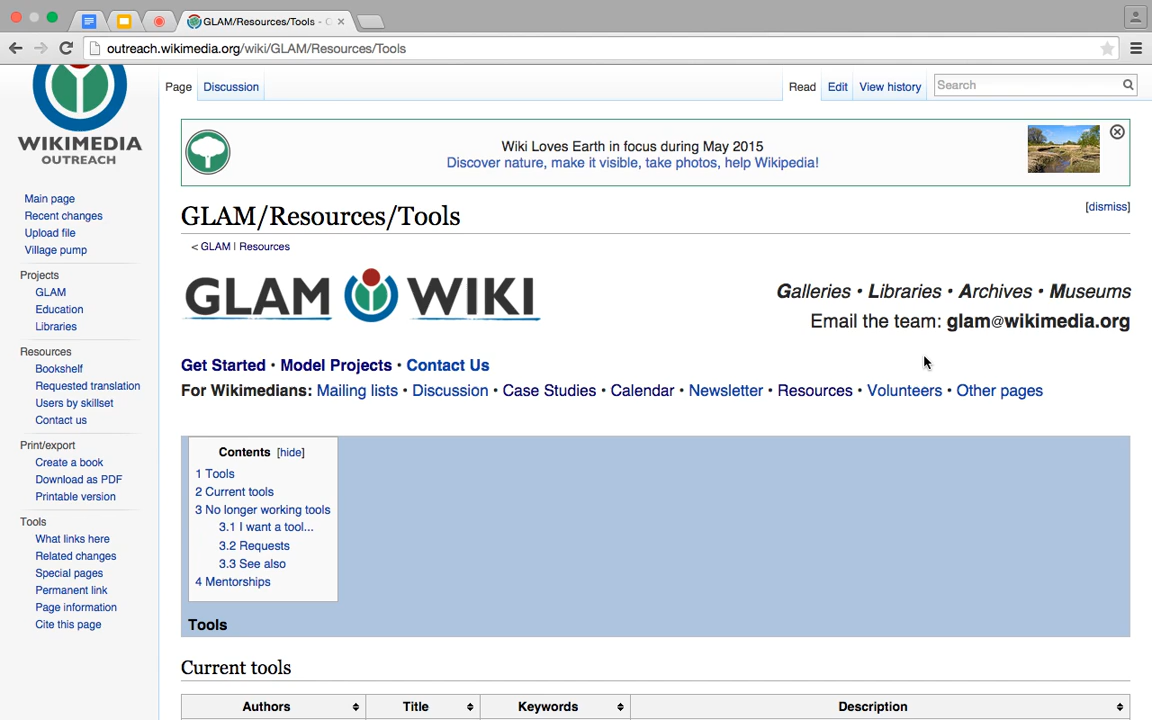 GLAM/Resources/Tools - C
outreach.wikimedia.org/wiki/GLAM/Resources/Tools
WIKIMEDIA
OUTREACH
Main page
Recent changes
Upload file
Village pump
Projects
GLAM
Education
Libraries
Resources
Bookshelf
Requested translation
Users by skillset
Contact us
Print/export
Create a book
Download as PDF
Printable version
Tools
What links here
Related changes
Special pages
Permanent link
Page information
Cite this page
Page Discussion Read Edit View history Search
Wiki Loves Earth in focus during May 2015
Discover nature, make it visible, take photos, help Wikipedia!
[dismiss]
GLAM/Resources/Tools
< GLAM | Resources
GLAM WIKI
Galleries • Libraries • Archives • Museums
Email the team: glam@wikimedia.org
Get Started • Model Projects • Contact Us
For Wikimedians: Mailing lists • Discussion • Case Studies • Calendar • Newsletter • Resources • Volunteers • Other pages
Contents [hide]
1 Tools
2 Current tools
3 No longer working tools
3.1 I want a tool...
3.2 Requests
3.3 See also
4 Mentorships
Tools
Current tools
Authors Title Keywords Description